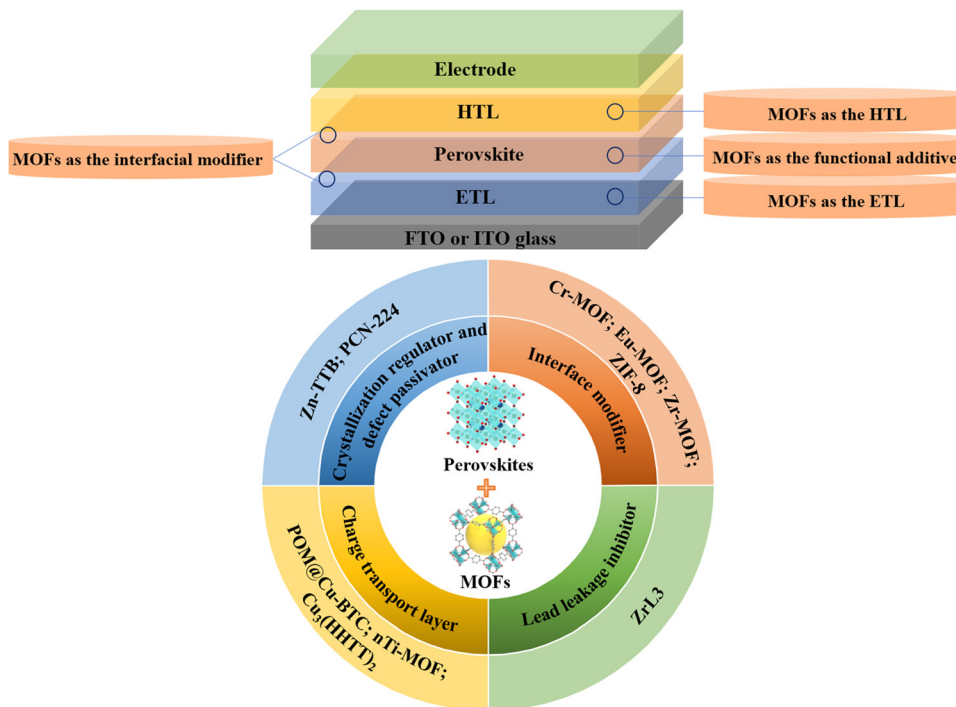 Electrode
HTL
MOFs as the HTL
MOFs as the interfacial modifier
Perovskite
MOFs as the functional additive
ETL
MOFs as the ETL
FTO or ITO glass
Zn-TTB; PCN-224
Crystallization regulator and
defect passivator
Cr-MOF; Eu-MOF; Zr-MOF;
ZIF-8
Interface modifier
Perovskites
+
MOFs
Charge transport layer
POM@Cu-BTC; nTi-MOF;
Cu₃(HHTT)₂
Lead leakage inhibitor
ZrL3